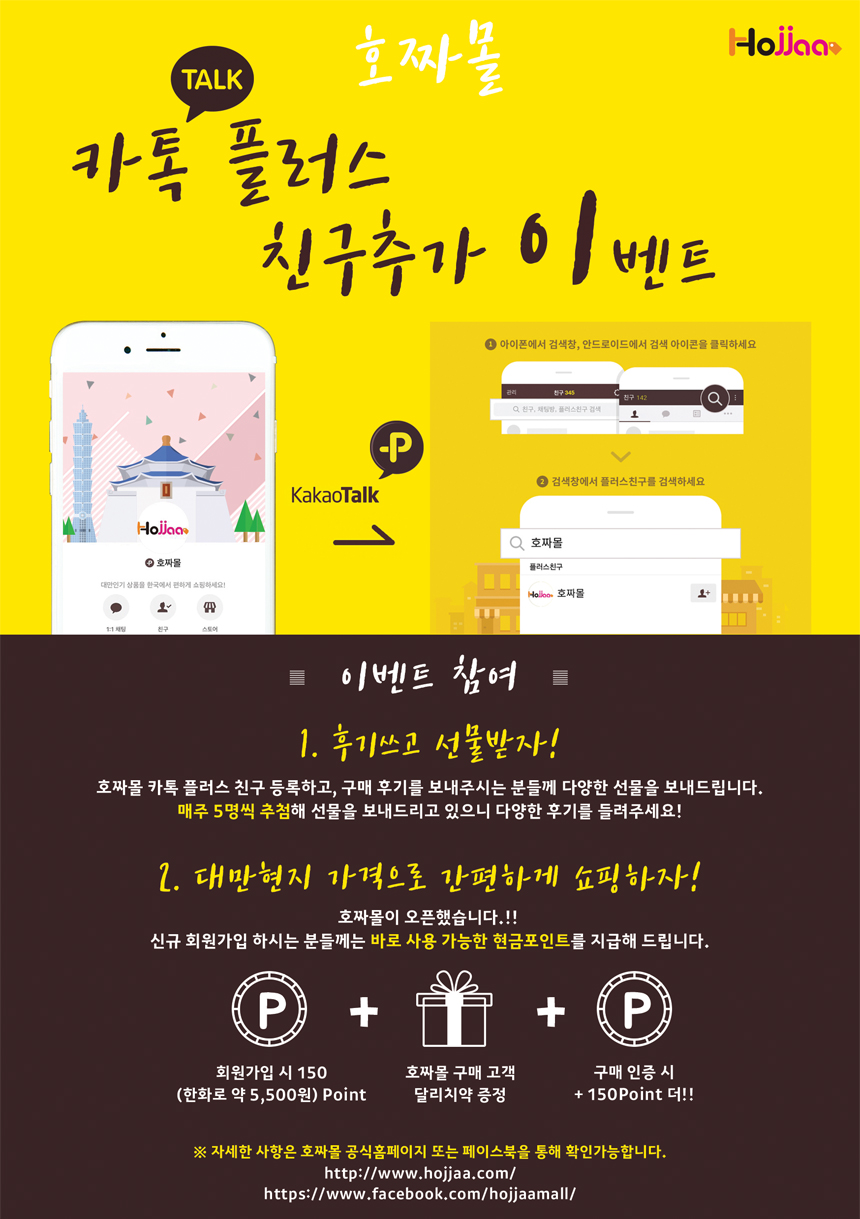 호짜몰
Hojjaa
TALK
카톡 플러스
친구추가 이벤트
1 아이폰에서 검색창, 안드로이드에서 검색 아이콘을 클릭하세요
관리 친구 345
친구, 채팅방, 플러스친구 검색
친구 142
P
KakaoTalk
2 검색창에서 플러스친구를 검색하세요
호짜몰
플러스친구
Hojjaa 호짜몰
Hojjaa
P 호짜몰
대만인기 상품을 한국에서 편하게 쇼핑하세요!
1:1 채팅 친구 스토어
이벤트 참여
1. 후기쓰고 선물받자!
호짜몰 카톡 플러스 친구 등록하고, 구매 후기를 보내주시는 분들께 다양한 선물을 보내드립니다.
매주 5명씩 추첨해 선물을 보내드리고 있으니 다양한 후기를 들려주세요!
2. 대만현지 가격으로 간편하게 쇼핑하자!
호짜몰이 오픈했습니다.!!
신규 회원가입 하시는 분들께는 바로 사용 가능한 현금포인트를 지급해 드립니다.
P + + P
회원가입 시 150
(한화로 약 5,500원) Point
호짜몰 구매 고객
달리치약 증정
구매 인증 시
+ 150Point 더!!
※ 자세한 사항은 호짜몰 공식홈페이지 또는 페이스북을 통해 확인가능합니다.
http://www.hojjaa.com/
https://www.facebook.com/hojjaamall/